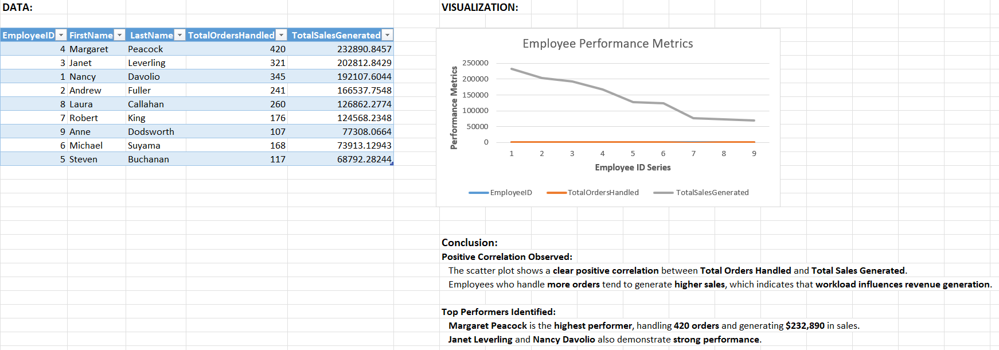 DATA:
VISUALIZATION:
EmployeeID FirstName LastName TotalOrdersHandled TotalSalesGenerated
4 Margaret Peacock 420 232890.8457
3 Janet Leverling 321 202812.8429
1 Nancy Davolio 345 192107.6044
2 Andrew Fuller 241 166537.7548
8 Laura Callahan 260 126862.2774
7 Robert King 176 124568.2348
9 Anne Dodsworth 107 77308.0664
6 Michael Suyama 168 73913.12943
5 Steven Buchanan 117 68792.28244
Employee Performance Metrics
Performance Metrics
250000
200000
150000
100000
50000
0
1 2 3 4 5 6 7 8 9
Employee ID Series
EmployeeID TotalOrdersHandled TotalSalesGenerated
Conclusion:
Positive Correlation Observed:
The scatter plot shows a clear positive correlation between Total Orders Handled and Total Sales Generated.
Employees who handle more orders tend to generate higher sales, which indicates that workload influences revenue generation.
Top Performers Identified:
Margaret Peacock is the highest performer, handling 420 orders and generating $232,890 in sales.
Janet Leverling and Nancy Davolio also demonstrate strong performance.